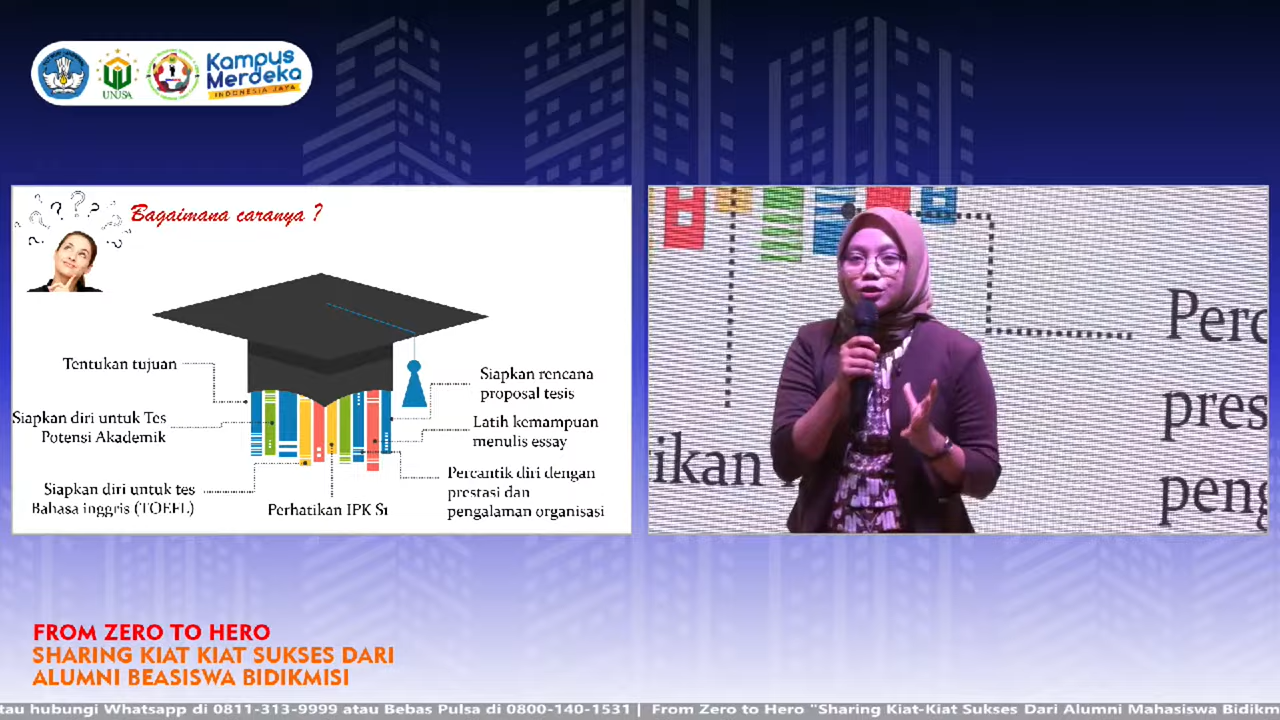 UNUSA
Kampus
Merdeka
INDONESIA JAYA
Bagaimana caranya ?
Tentukan tujuan
Siapkan diri untuk Tes
Potensi Akademik
Siapkan diri untuk tes
Bahasa inggris (TOEFL)
Perhatikan IPK S1
Siapkan rencana
proposal tesis
Latih kemampuan
menulis essay
Percantik diri dengan
prestasi dan
pengalaman organisasi
ikan
Perc
pres
peng
FROM ZERO TO HERO
SHARING KIAT KIAT SUKSES DARI
ALUMNI BEASISWA BIDIKMISI
tau hubungi Whatsapp di 0811-313-9999 atau Bebas Pulsa di 0800-140-1531 | From Zero to Hero "Sharing Kiat-Kiat Sukses Dari Alumni Mahasiswa Bidikm